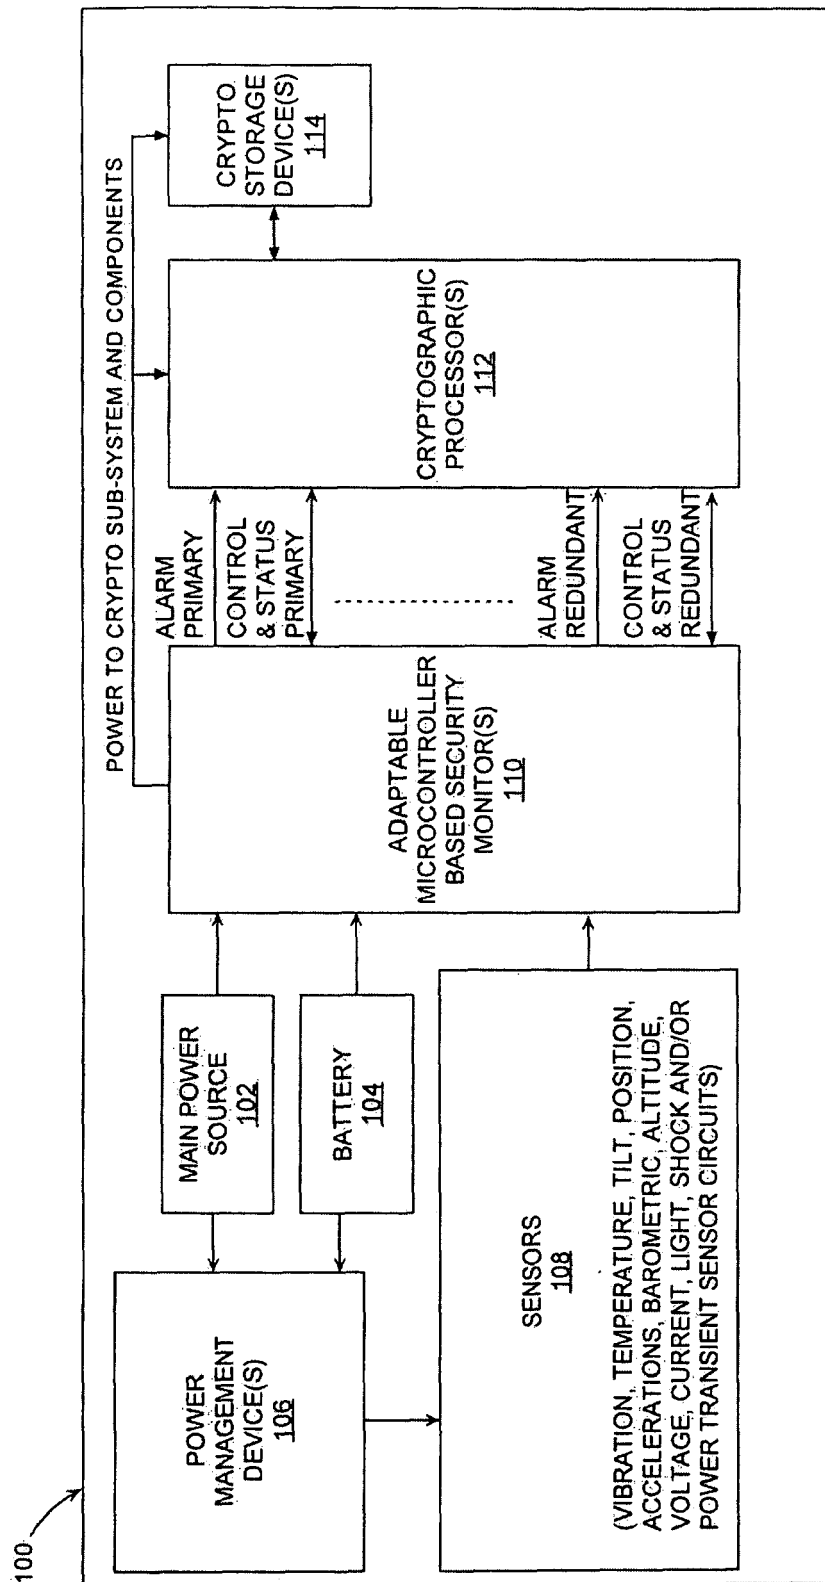 100
POWER TO CRYPTO SUB-SYSTEM AND COMPONENTS
POWER
MANAGEMENT
DEVICE(S)
106
MAIN POWER
SOURCE
102
BATTERY
104
SENSORS
108
(VIBRATION, TEMPERATURE, TILT, POSITION,
ACCELERATIONS, BAROMETRIC, ALTITUDE,
VOLTAGE, CURRENT, LIGHT, SHOCK AND/OR
POWER TRANSIENT SENSOR CIRCUITS)
ADAPTABLE
MICROCONTROLLER
BASED SECURITY
MONITOR(S)
110
ALARM
PRIMARY
CONTROL
& STATUS
PRIMARY
ALARM
REDUNDANT
CONTROL
& STATUS
REDUNDANT
CRYPTOGRAPHIC
PROCESSOR(S)
112
CRYPTO
STORAGE
DEVICE(S)
114